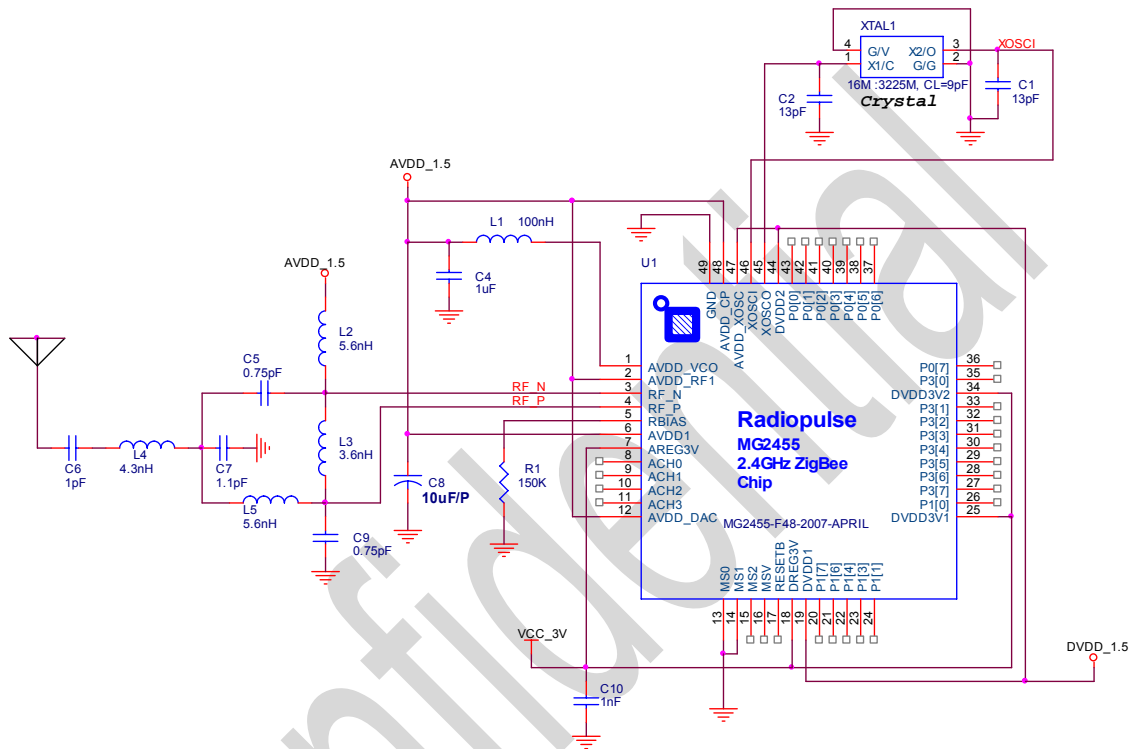 XTAL1
4 G/V X2/O 3 XOSCI
1 X1/C G/G 2
16M :3225M, CL=9pF
Crystal
C2
13pF
C1
13pF
AVDD_1.5
L1 100nH
C4
1uF
AVDD_1.5
L2
5.6nH
C5
0.75pF
RF_N
RF_P
L3
3.6nH
L4
4.3nH
C6
1pF
C7
1.1pF
L5
5.6nH
C8
10uF/P
C9
0.75pF
R1
150K
U1
49 48 47 46 45 44 43 42 41 40 39 38 37
GND AVDD_CP AVDD_XOSC XOSCI XOSCO DVDD2 P0[0] P0[1] P0[2] P0[3] P0[4] P0[5] P0[6]
1 AVDD_VCO
2 AVDD_RF1
3 RF_N
4 RF_P
5 RBIAS
6 AVDD1
7 AREG3V
8 ACH0
9 ACH1
10 ACH2
11 ACH3
12 AVDD_DAC
P0[7] 36
P3[0] 35
DVDD3V2 34
P3[1] 33
P3[2] 32
P3[3] 31
P3[4] 30
P3[5] 29
P3[6] 28
P3[7] 27
P1[0] 26
DVDD3V1 25
Radiopulse
MG2455
2.4GHz ZigBee
Chip
MG2455-F48-2007-APRIL
MS0 MS1 MS2 MSV RESETB DREG3V DVDD1 P1[7] P1[6] P1[4] P1[3] P1[1]
13 14 15 16 17 18 19 20 21 22 23 24
VCC_3V
C10
1nF
DVDD_1.5
nfidential